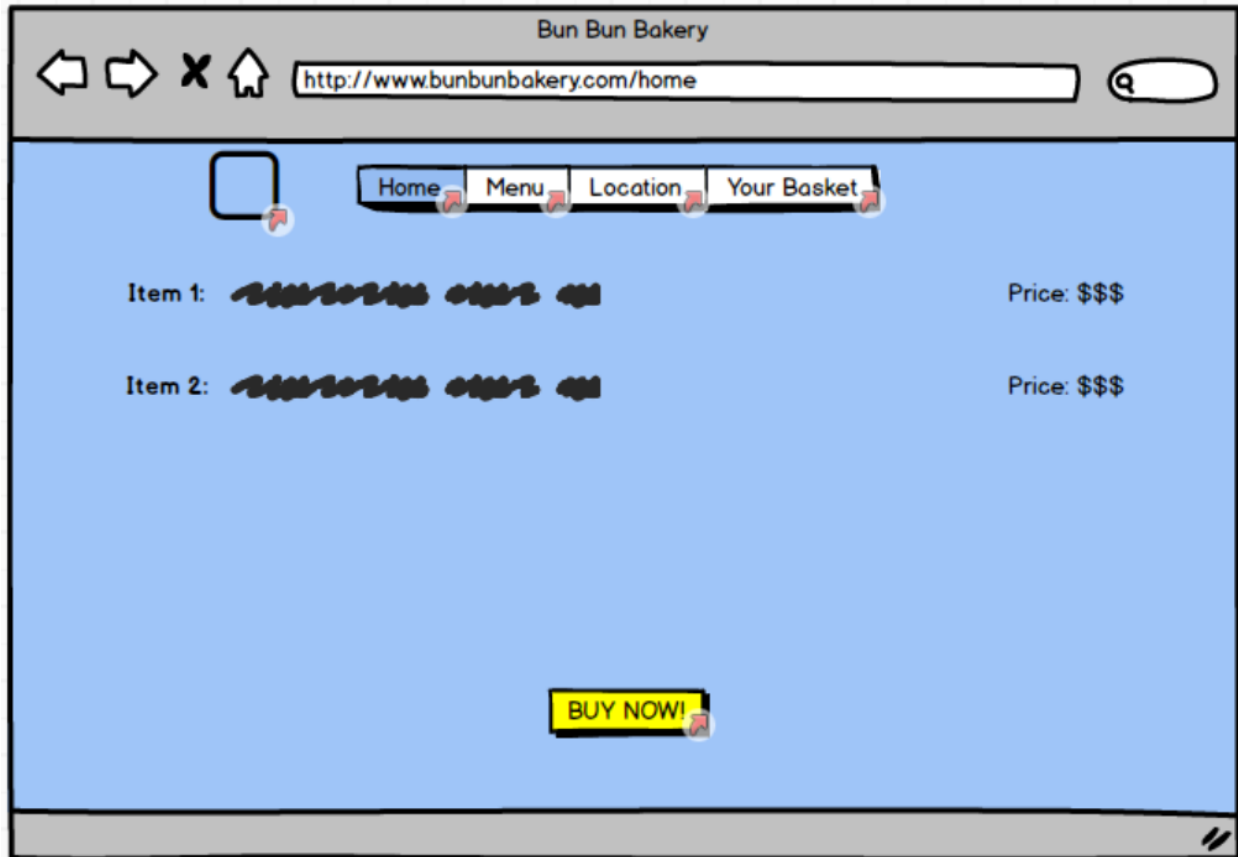 Bun Bun Bakery
http://www.bunbunbakery.com/home
Home Menu Location Your Basket
Item 1: Price: $$$
Item 2: Price: $$$
BUY NOW!